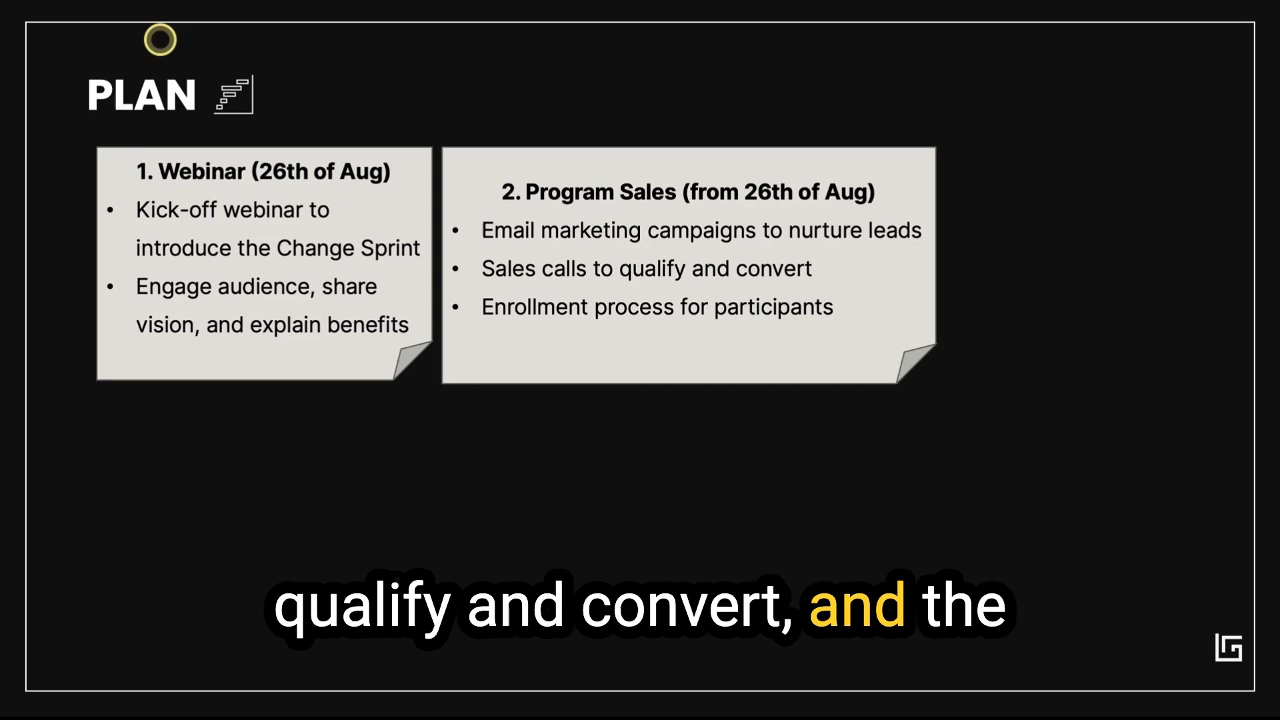 PLAN
1. Webinar (26th of Aug)
• Kick-off webinar to
introduce the Change Sprint
• Engage audience, share
vision, and explain benefits
2. Program Sales (from 26th of Aug)
• Email marketing campaigns to nurture leads
• Sales calls to qualify and convert
• Enrollment process for participants
qualify and convert, and the